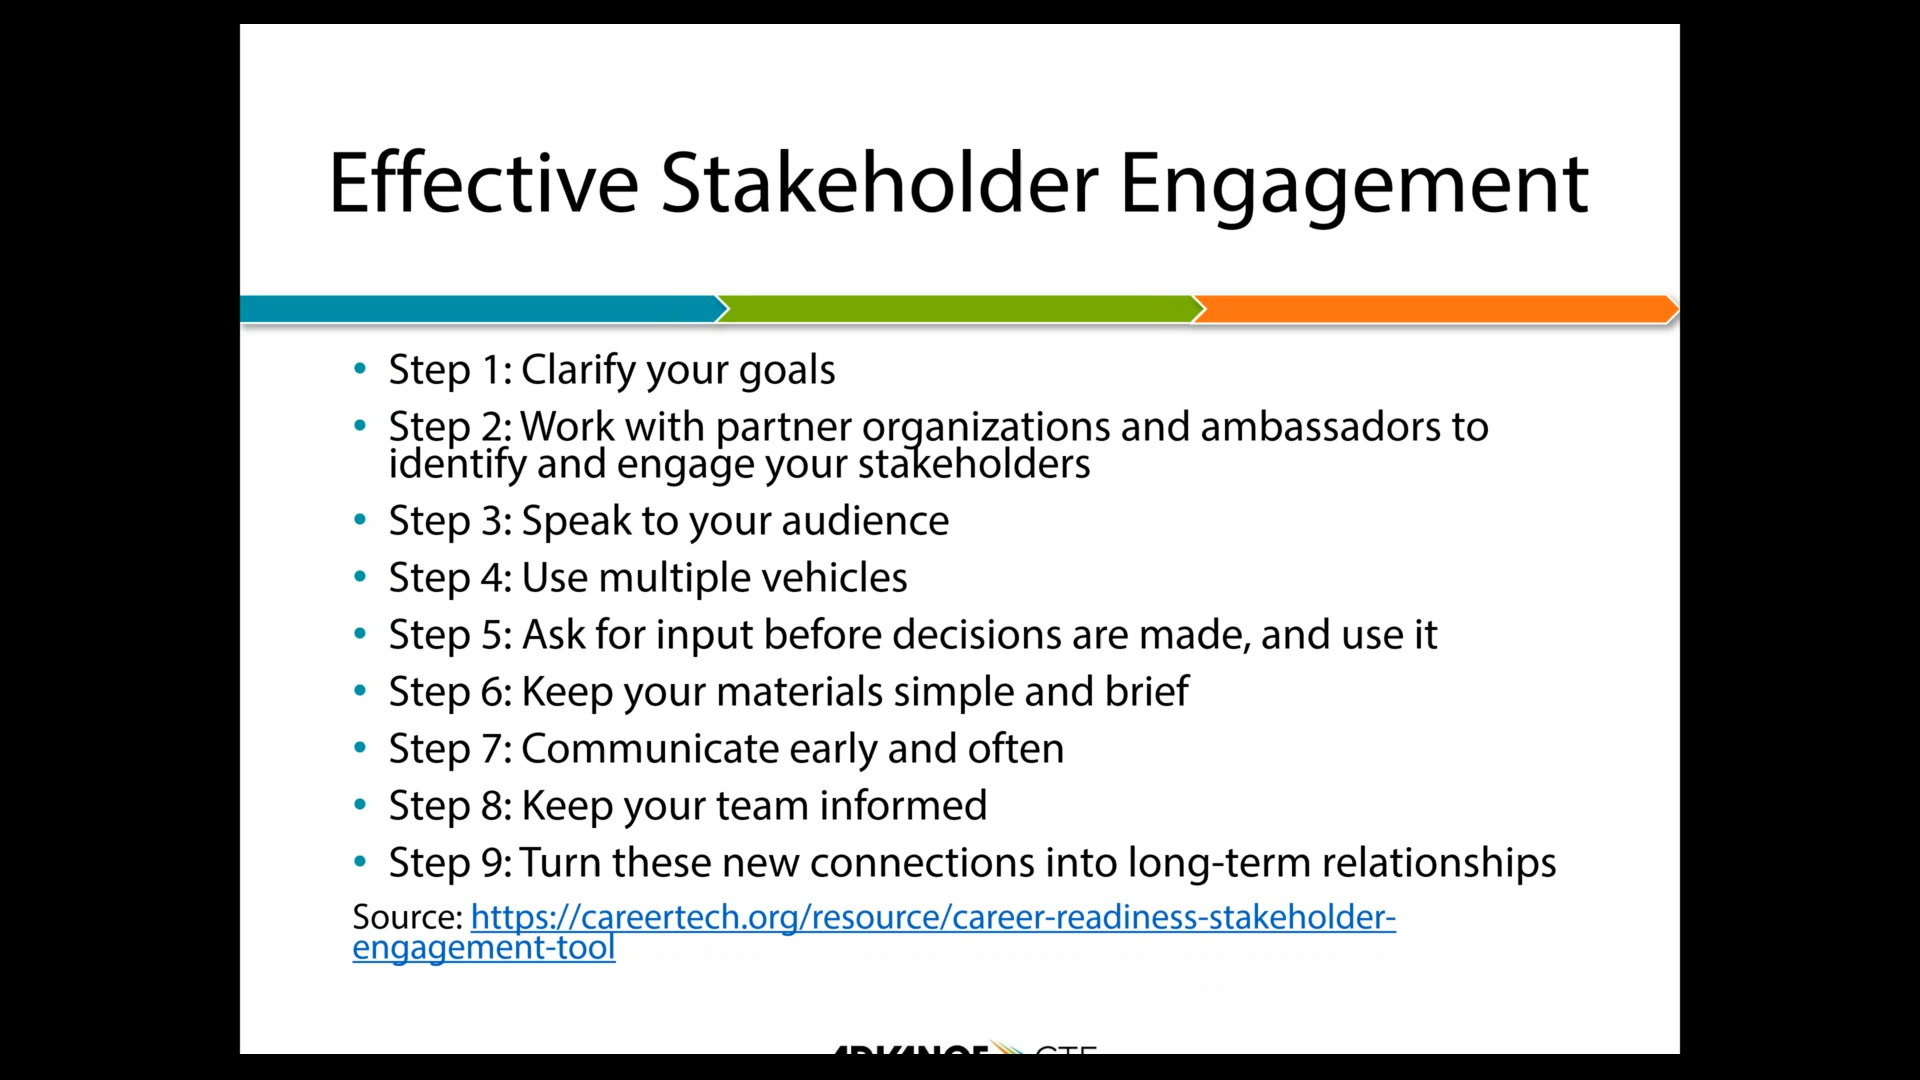 Effective Stakeholder Engagement
• Step 1: Clarify your goals
• Step 2: Work with partner organizations and ambassadors to
identify and engage your stakeholders
• Step 3: Speak to your audience
• Step 4: Use multiple vehicles
• Step 5: Ask for input before decisions are made, and use it
• Step 6: Keep your materials simple and brief
• Step 7: Communicate early and often
• Step 8: Keep your team informed
• Step 9: Turn these new connections into long-term relationships
Source: https://careertech.org/resource/career-readiness-stakeholder-
engagement-tool